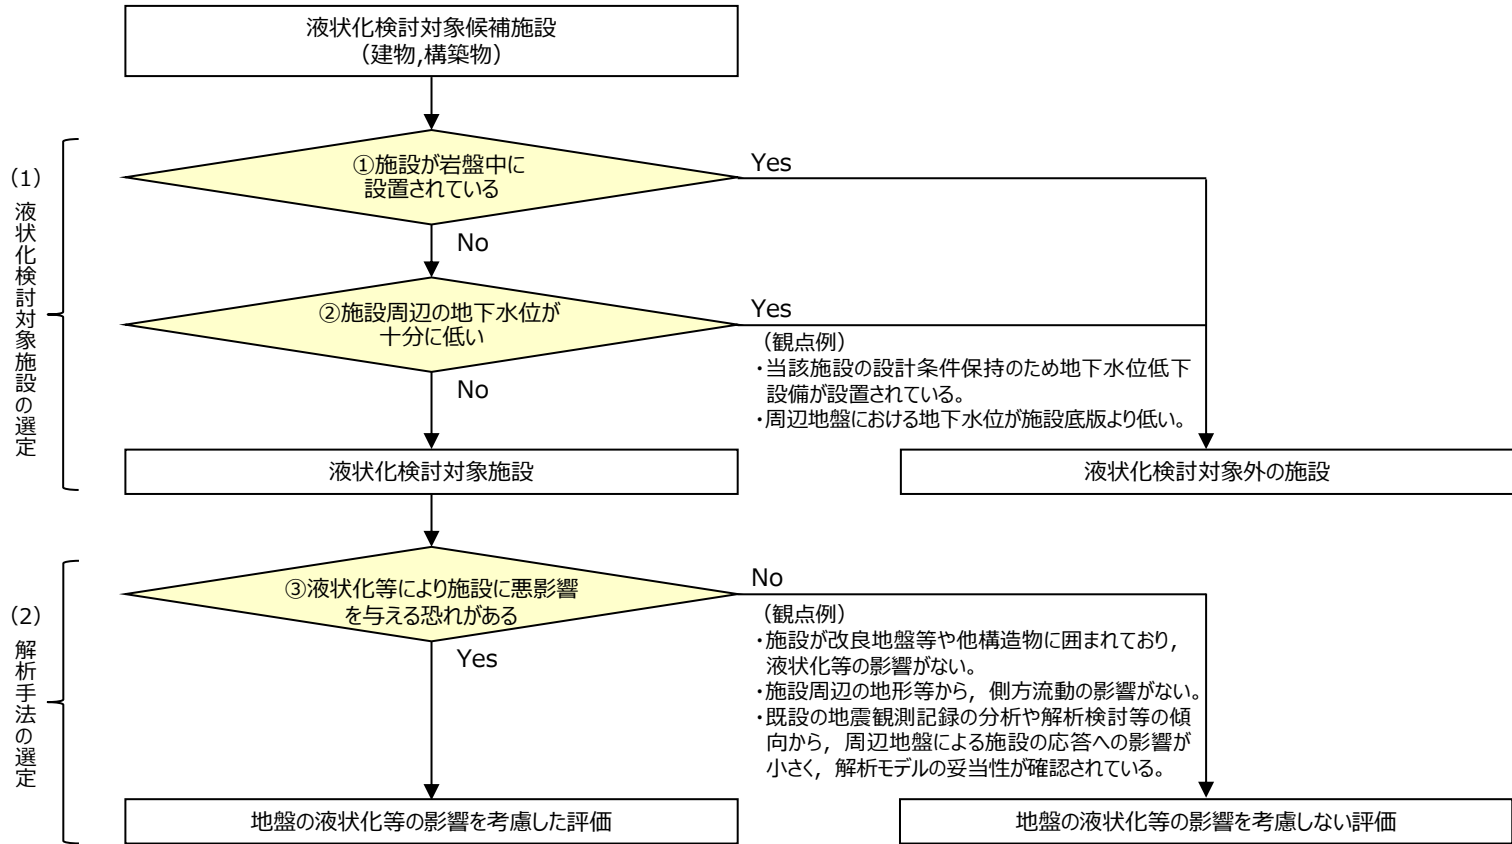 液状化検討対象候補施設
（建物,構築物）
（1）
液状化検討対象施設の選定
①施設が岩盤中に
設置されている
Yes
No
②施設周辺の地下水位が
十分に低い
Yes
（観点例）
・当該施設の設計条件保持のため地下水位低下
設備が設置されている。
・周辺地盤における地下水位が施設底版より低い。
No
液状化検討対象施設
液状化検討対象外の施設
（2）
解析手法の選定
③液状化等により施設に悪影響
を与える恐れがある
No
（観点例）
・施設が改良地盤等や他構造物に囲まれており，
液状化等の影響がない。
・施設周辺の地形等から，側方流動の影響がない。
・既設の地震観測記録の分析や解析検討等の傾
向から，周辺地盤による施設の応答への影響が
小さく，解析モデルの妥当性が確認されている。
Yes
地盤の液状化等の影響を考慮した評価
地盤の液状化等の影響を考慮しない評価